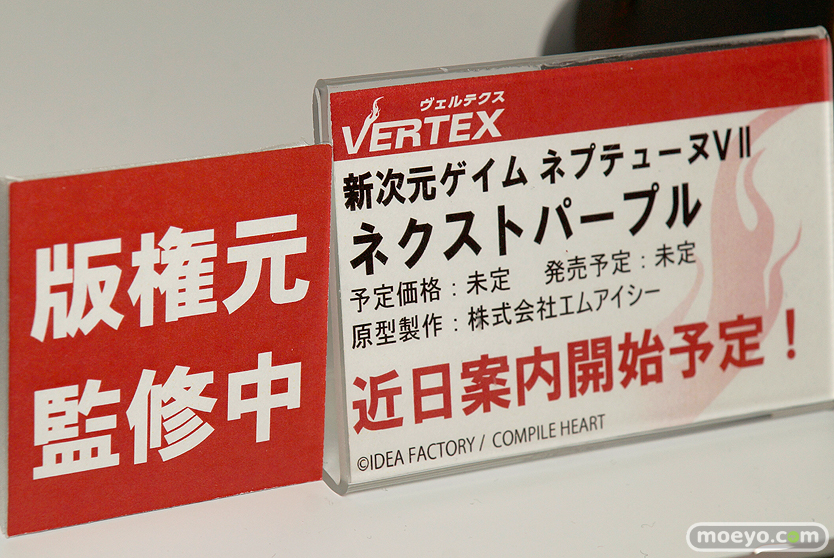 版権元
監修中
ヴェルテクス
VERTEX
新次元ゲイム ネプテューヌVⅡ
ネクストパープル
予定価格：未定 発売予定：未定
原型製作：株式会社エムアイシー
近日案内開始予定！
©IDEA FACTORY / COMPILE HEART
moeyo.com